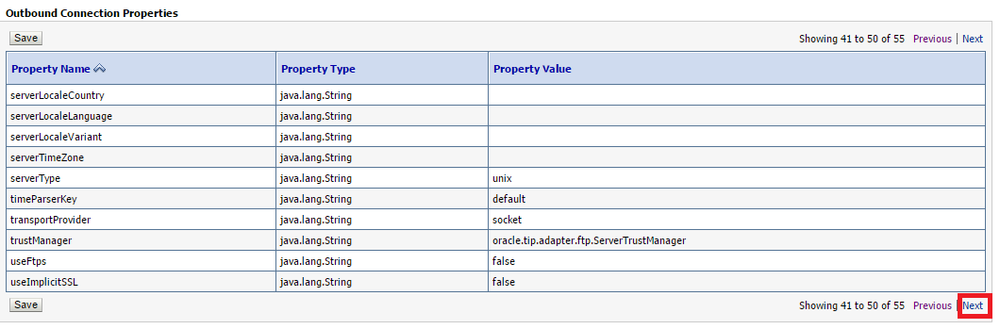 Outbound Connection Properties
Save Showing 41 to 50 of 55 Previous | Next
Property Name Property Type Property Value
serverLocaleCountry java.lang.String
serverLocaleLanguage java.lang.String
serverLocaleVariant java.lang.String
serverTimeZone java.lang.String
serverType java.lang.String unix
timeParserKey java.lang.String default
transportProvider java.lang.String socket
trustManager java.lang.String oracle.tip.adapter.ftp.ServerTrustManager
useFtps java.lang.String false
useImplicitSSL java.lang.String false
Save Showing 41 to 50 of 55 Previous | Next